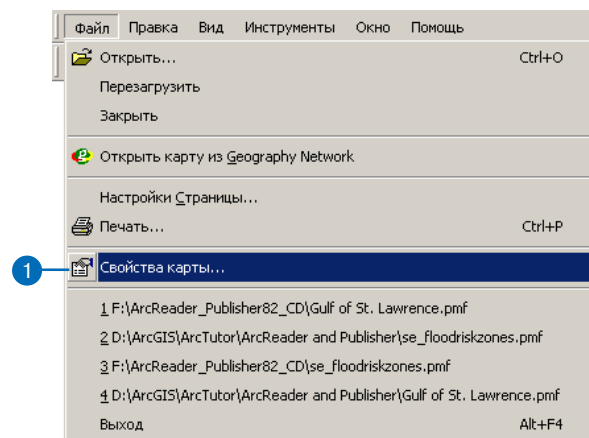 Файл Правка Вид Инструменты Окно Помощь
Открыть... Ctrl+O
Перезагрузить
Закрыть
Открыть карту из Geography Network
Настройки Страницы...
Печать... Ctrl+P
1 Свойства карты...
1 F:\ArcReader_Publisher82_CD\Gulf of St. Lawrence.pmf
2 D:\ArcGIS\ArcTutor\ArcReader and Publisher\se_floodriskzones.pmf
3 F:\ArcReader_Publisher82_CD\se_floodriskzones.pmf
4 D:\ArcGIS\ArcTutor\ArcReader and Publisher\Gulf of St. Lawrence.pmf
Выход Alt+F4